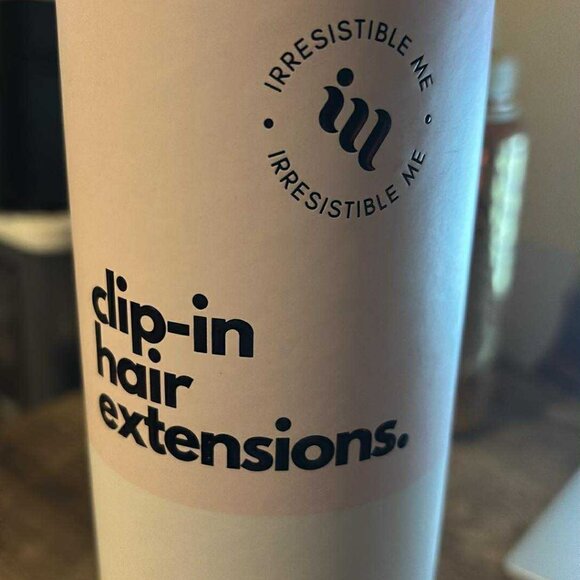 IRRESISTIBLE ME
im
IRRESISTIBLE ME
clip-in
hair
extensions.